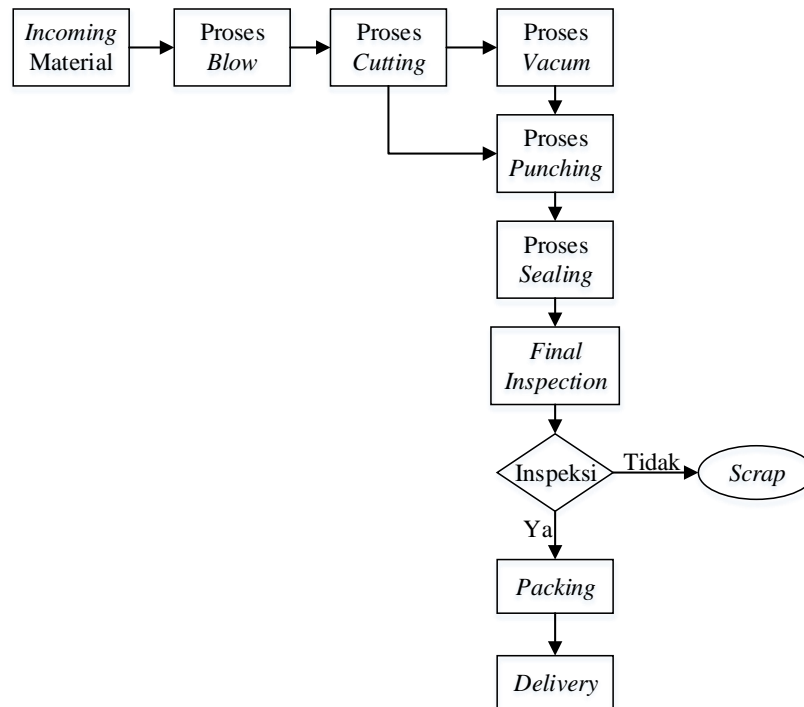 Incoming
Material
Proses
Blow
Proses
Cutting
Proses
Vacum
Proses
Punching
Proses
Sealing
Final
Inspection
Inspeksi
Tidak
Scrap
Ya
Packing
Delivery